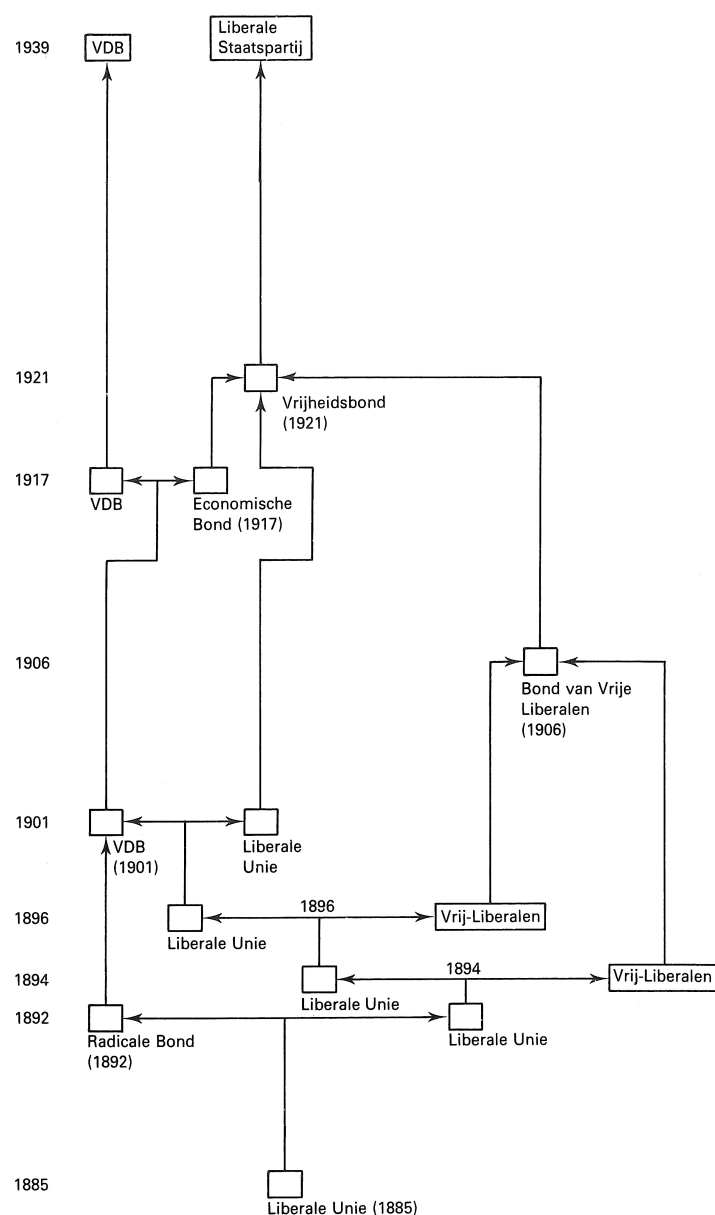 1939
VDB
Liberale
Staatspartij
1921
Vrijheidsbond
(1921)
1917
VDB
Economische
Bond (1917)
1906
Bond van Vrije
Liberalen
(1906)
1901
VDB
(1901)
Liberale
Unie
1896
1896
Liberale Unie
Vrij-Liberalen
1894
1894
Liberale Unie
Vrij-Liberalen
1892
Radicale Bond
(1892)
Liberale Unie
1885
Liberale Unie (1885)